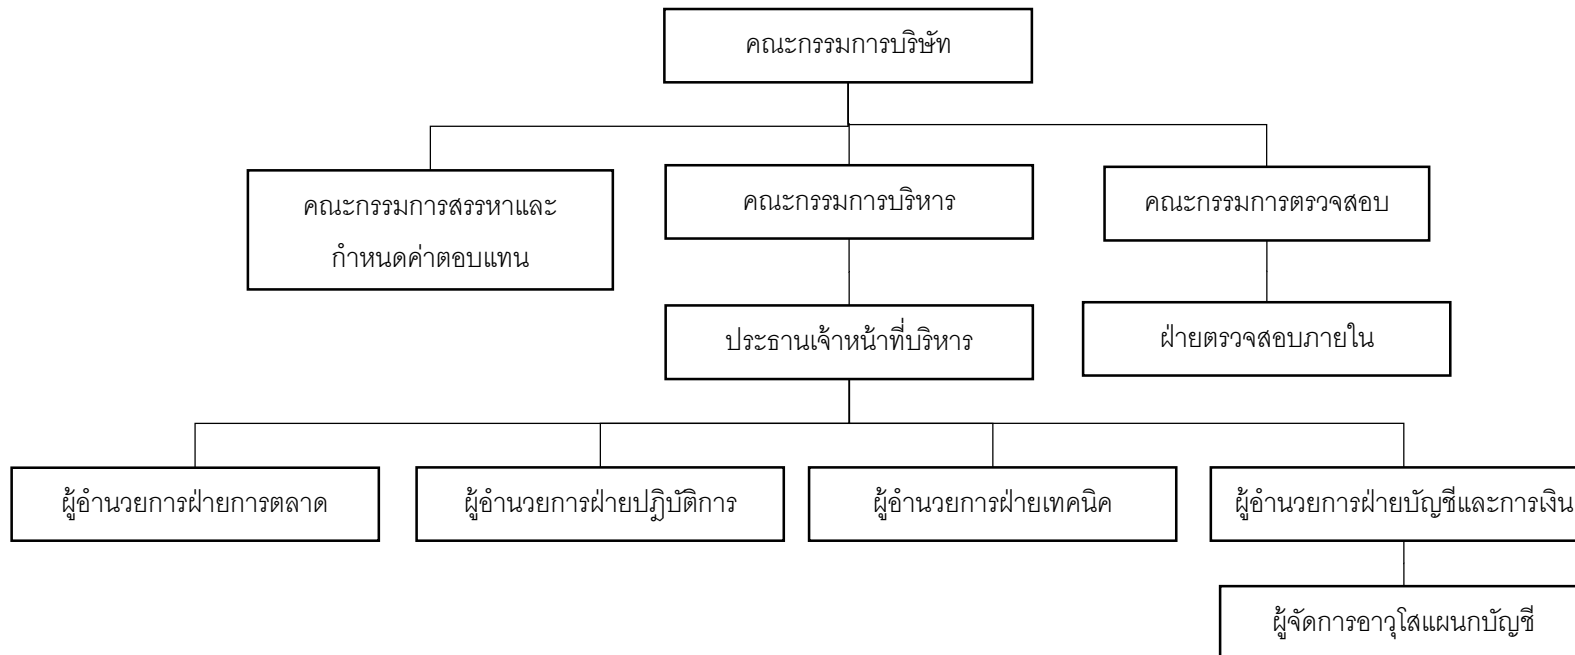 คณะกรรมการบริษัท
คณะกรรมการสรรหาและ
กำหนดค่าตอบแทน
คณะกรรมการบริหาร
คณะกรรมการตรวจสอบ
ประธานเจ้าหน้าที่บริหาร
ฝ่ายตรวจสอบภายใน
ผู้อำนวยการฝ่ายการตลาด
ผู้อำนวยการฝ่ายปฎิบัติการ
ผู้อำนวยการฝ่ายเทคนิค
ผู้อำนวยการฝ่ายบัญชีและการเงิน
ผู้จัดการอาวุโสแผนกบัญชี